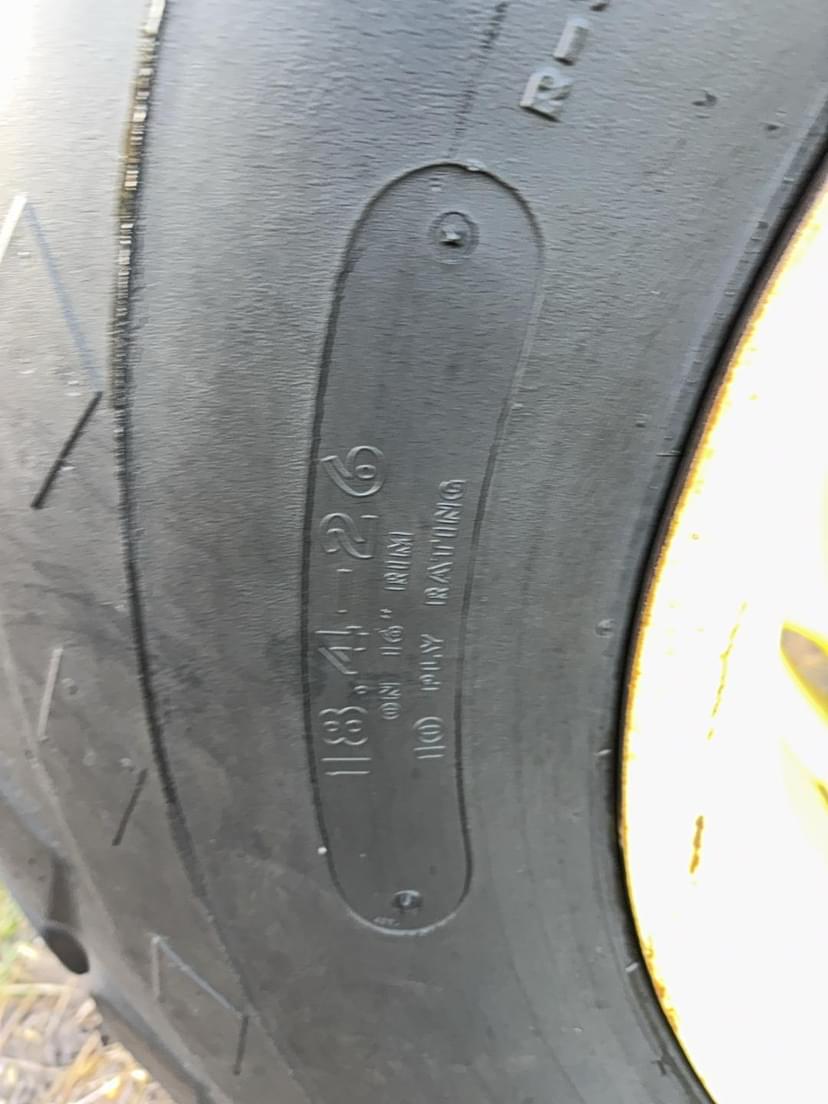 R-
18.4-26
ON 16" RIM
10 PLY RATING